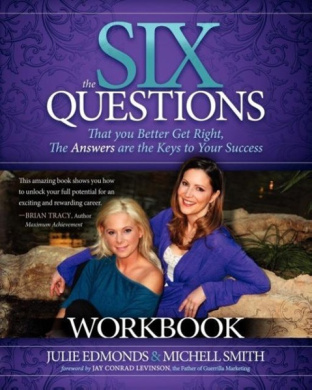 the SIX
QUESTIONS
That you Better Get Right,
The Answers are the Keys to Your Success
This amazing book shows you how
to unlock your full potential for an
exciting and rewarding career.
—BRIAN TRACY, Author
Maximum Achievement
WORKBOOK
JULIE EDMONDS & MICHELL SMITH
foreword by JAY CONRAD LEVINSON, the Father of Guerrilla Marketing